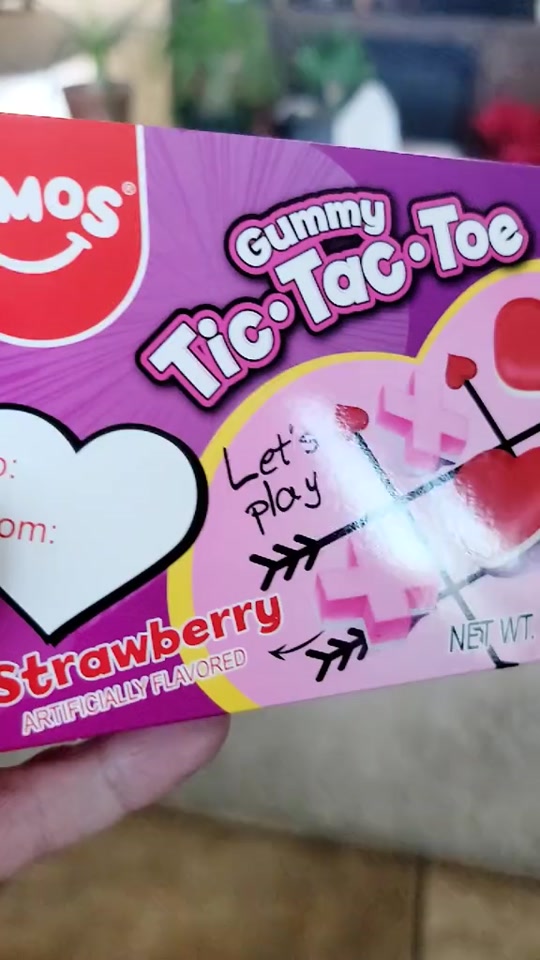 MOS®
Gummy
Tic•Tac•Toe
Let's
play
o:
om:
Strawberry
ARTIFICIALLY FLAVORED
NET WT.